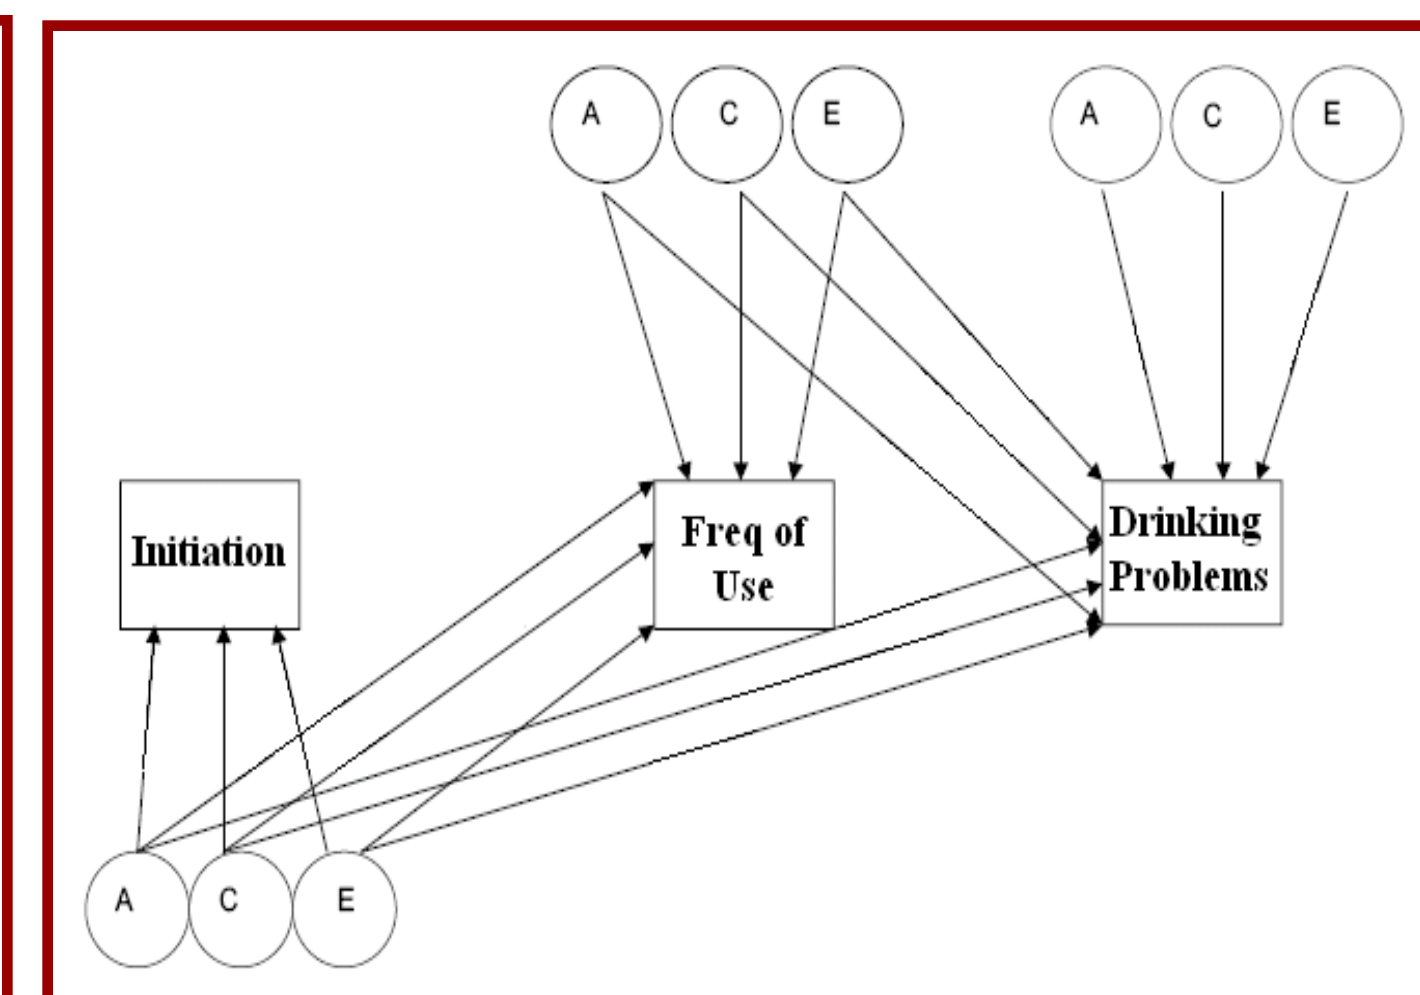 A C E A C E
Initiation
Freq of
Use
Drinking
Problems
A C E